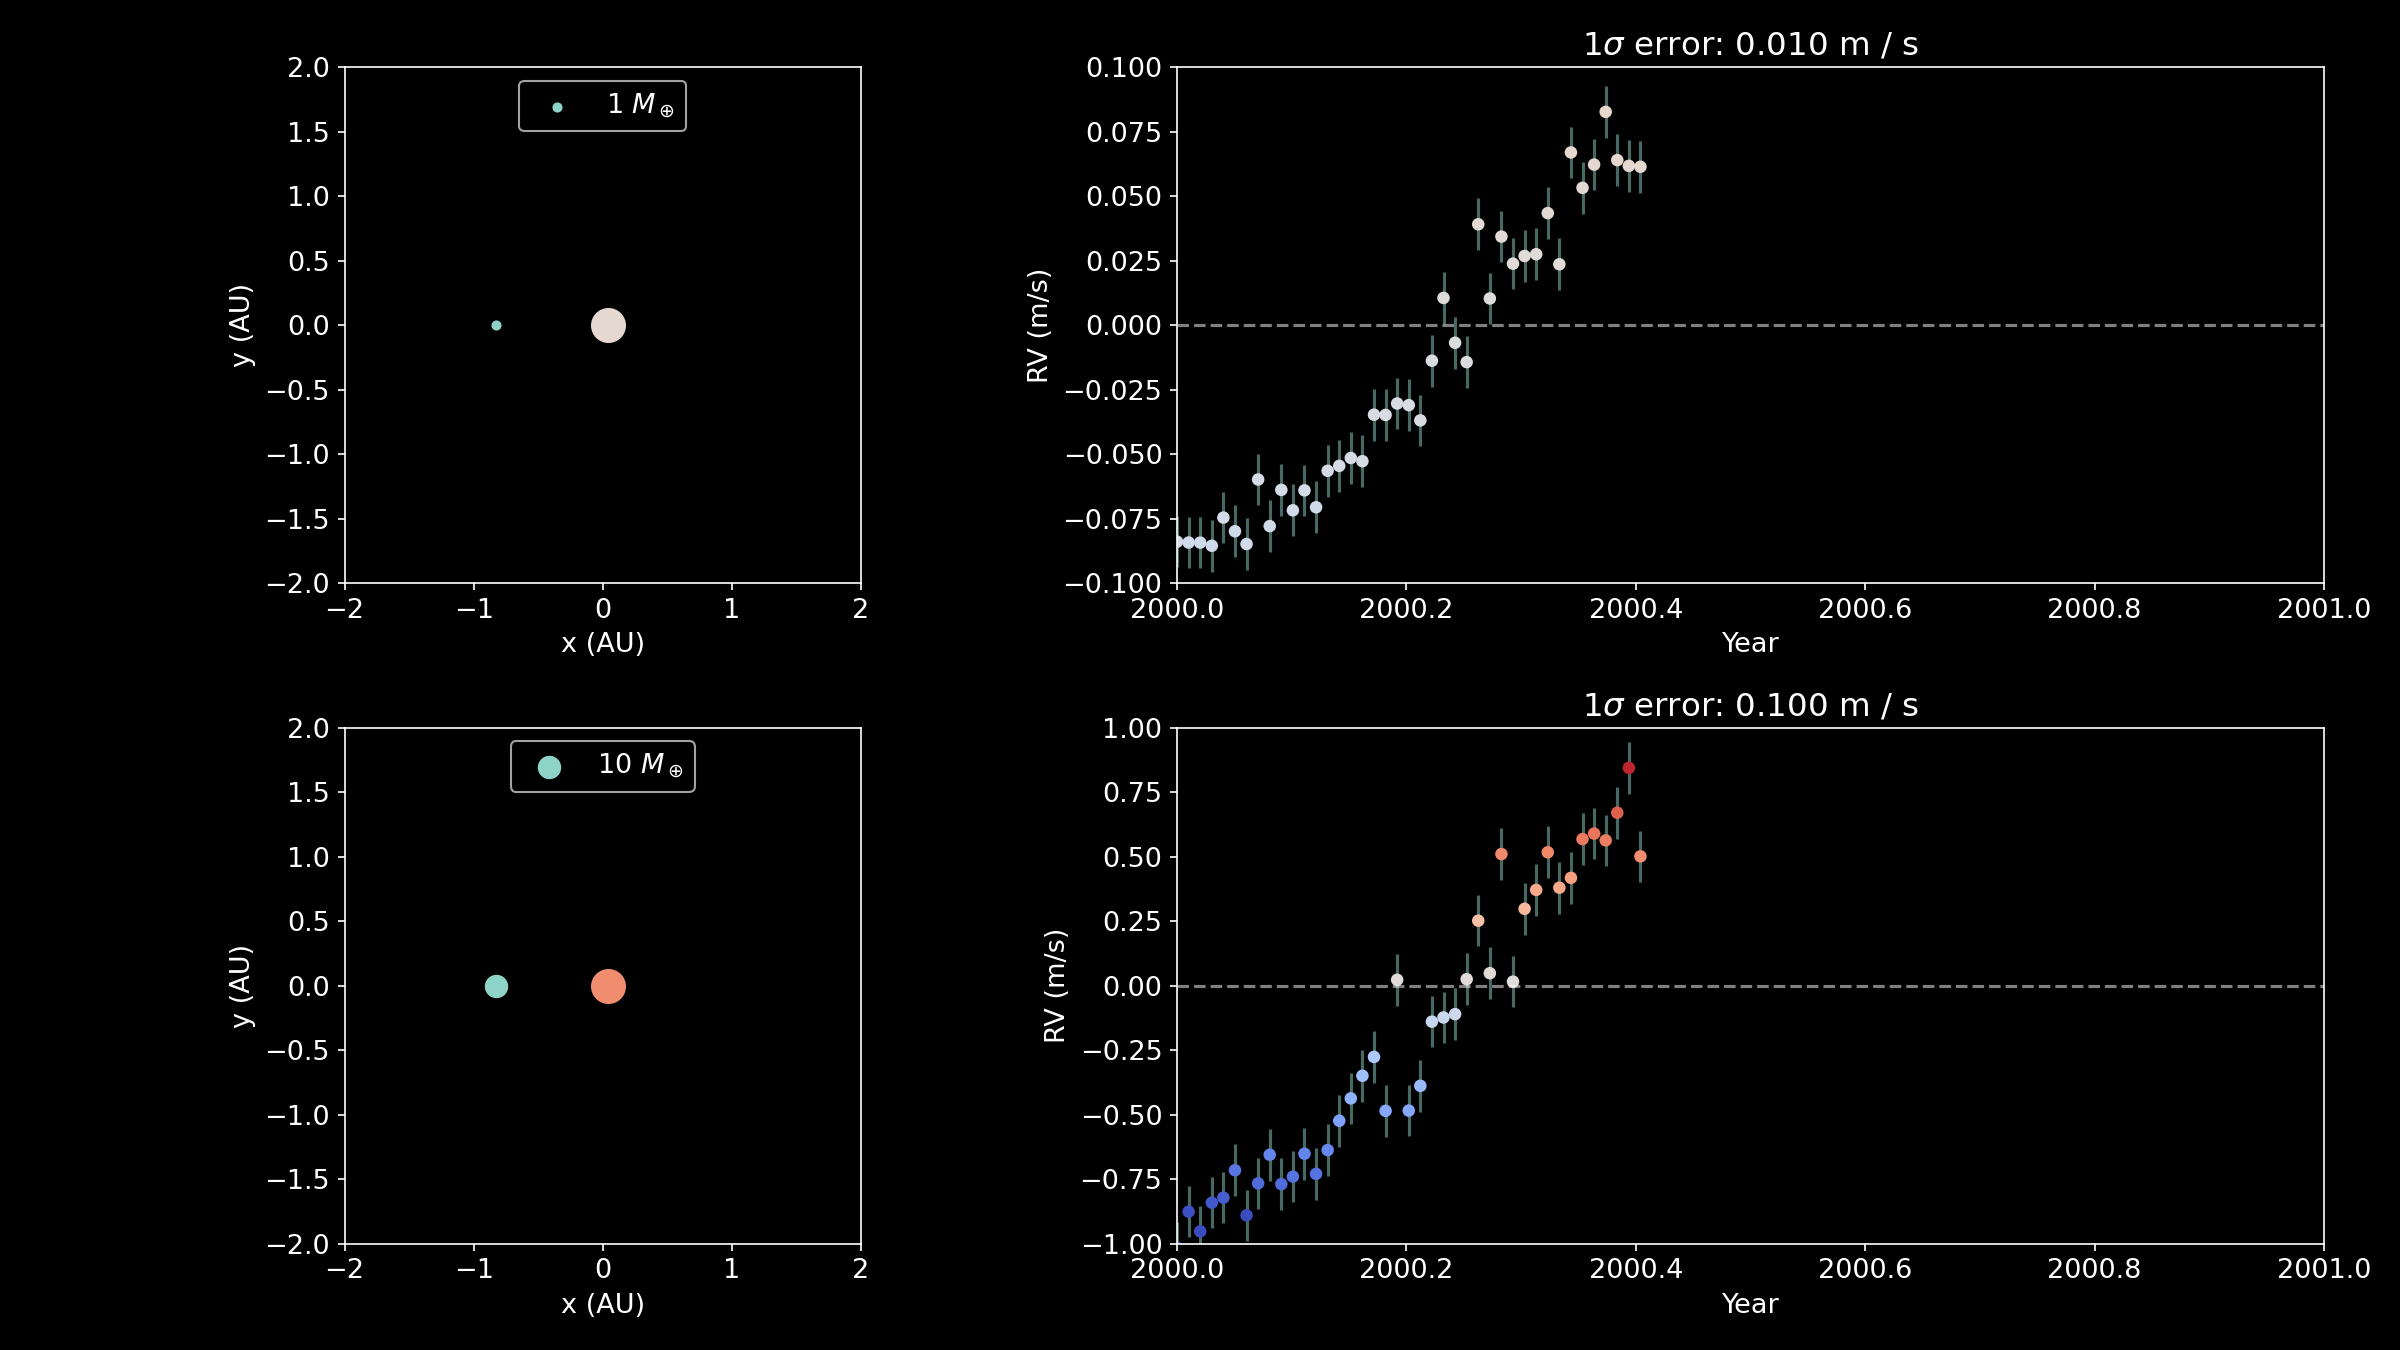 1σ error: 0.010 m / s
2.0
1.5
1.0
0.5
0.0
−0.5
−1.0
−1.5
−2.0
y (AU)
1 M⊕
−2 −1 0 1 2
x (AU)
0.100
0.075
0.050
0.025
0.000
−0.025
−0.050
−0.075
−0.100
RV (m/s)
2000.0 2000.2 2000.4 2000.6 2000.8 2001.0
Year
1σ error: 0.100 m / s
2.0
1.5
1.0
0.5
0.0
−0.5
−1.0
−1.5
−2.0
y (AU)
10 M⊕
−2 −1 0 1 2
x (AU)
1.00
0.75
0.50
0.25
0.00
−0.25
−0.50
−0.75
−1.00
RV (m/s)
2000.0 2000.2 2000.4 2000.6 2000.8 2001.0
Year